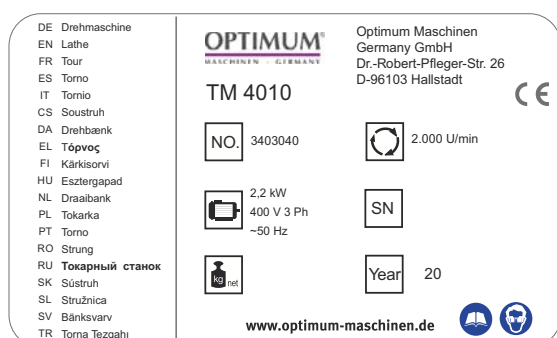 DE Drehmaschine
EN Lathe
FR Tour
ES Torno
IT Tornio
CS Soustruh
DA Drehbænk
EL Τόρνος
FI Kärkisorvi
HU Esztergapad
NL Draaibank
PL Tokarka
PT Torno
RO Strung
RU Токарный станок
SK Sústruh
SL Stružnica
SV Bänksvarv
TR Torna Tezgahı
OPTIMUM®
MASCHINEN - GERMANY
Optimum Maschinen
Germany GmbH
Dr.-Robert-Pfleger-Str. 26
D-96103 Hallstadt
TM 4010
CE
NO. 3403040
2.000 U/min
2,2 kW
400 V 3 Ph
~50 Hz
SN
kg net
Year 20
www.optimum-maschinen.de